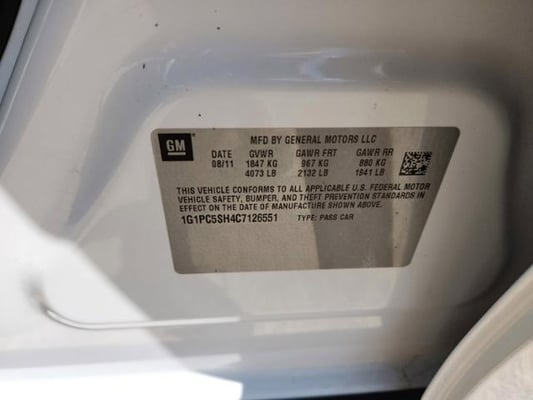 GM
MFD BY GENERAL MOTORS LLC
DATE GVWR GAWR FRT GAWR RR
08/11 1847 KG 967 KG 880 KG
4073 LB 2132 LB 1941 LB
THIS VEHICLE CONFORMS TO ALL APPLICABLE U.S. FEDERAL MOTOR
VEHICLE SAFETY, BUMPER, AND THEFT PREVENTION STANDARDS IN
EFFECT ON THE DATE OF MANUFACTURE SHOWN ABOVE.
1G1PC5SH4C7126551 TYPE: PASS CAR